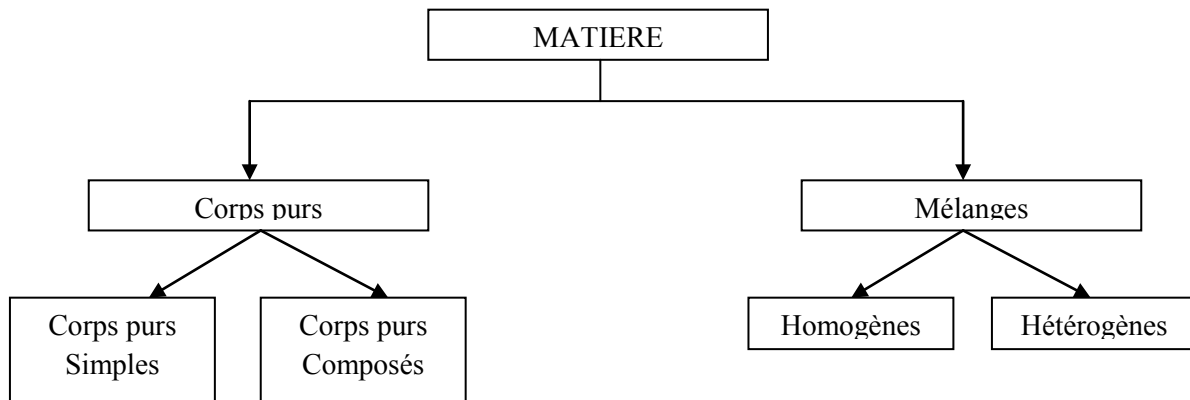 MATIERE
Corps purs
Mélanges
Corps purs
Simples
Corps purs
Composés
Homogènes
Hétérogènes